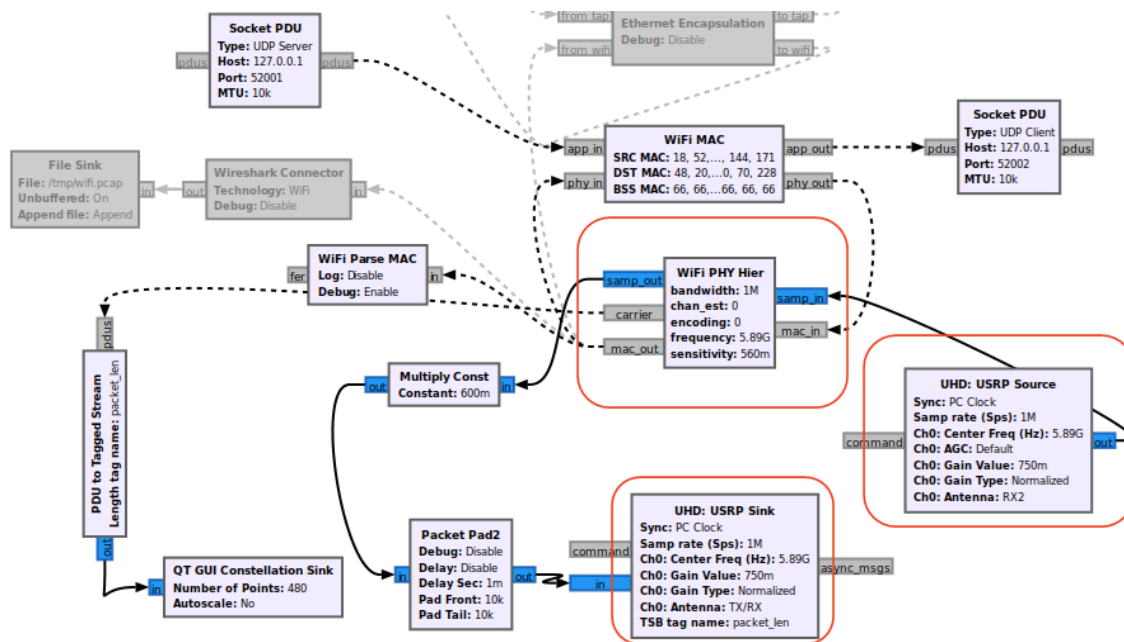 from tap
to tap
Ethernet Encapsulation
Debug: Disable
from wifi
to wifi
Socket PDU
Type: UDP Server
Host: 127.0.0.1
Port: 52001
MTU: 10k
pdus
pdus
WiFi MAC
SRC MAC: 18, 52,..., 144, 171
DST MAC: 48, 20,...0, 70, 228
BSS MAC: 66, 66,...66, 66, 66
app in
phy in
app out
phy out
Socket PDU
Type: UDP Client
Host: 127.0.0.1
Port: 52002
MTU: 10k
pdus
pdus
File Sink
File: /tmp/wifi.pcap
Unbuffered: On
Append file: Append
in
Wireshark Connector
Technology: WiFi
Debug: Disable
out
in
WiFi Parse MAC
Log: Disable
Debug: Enable
fer
in
WiFi PHY Hier
bandwidth: 1M
chan_est: 0
encoding: 0
frequency: 5.89G
sensitivity: 560m
samp_out
carrier
mac_out
samp_in
mac_in
pdus
PDU to Tagged Stream
Length tag name: packet_len
out
Multiply Const
Constant: 600m
out
in
UHD: USRP Source
Sync: PC Clock
Samp rate (Sps): 1M
Ch0: Center Freq (Hz): 5.89G
Ch0: AGC: Default
Ch0: Gain Value: 750m
Ch0: Gain Type: Normalized
Ch0: Antenna: RX2
command
out
QT GUI Constellation Sink
Number of Points: 480
Autoscale: No
in
Packet Pad2
Debug: Disable
Delay: Disable
Delay Sec: 1m
Pad Front: 10k
Pad Tail: 10k
in
out
UHD: USRP Sink
Sync: PC Clock
Samp rate (Sps): 1M
Ch0: Center Freq (Hz): 5.89G
Ch0: Gain Value: 750m
Ch0: Gain Type: Normalized
Ch0: Antenna: TX/RX
TSB tag name: packet_len
command
in
async_msgs